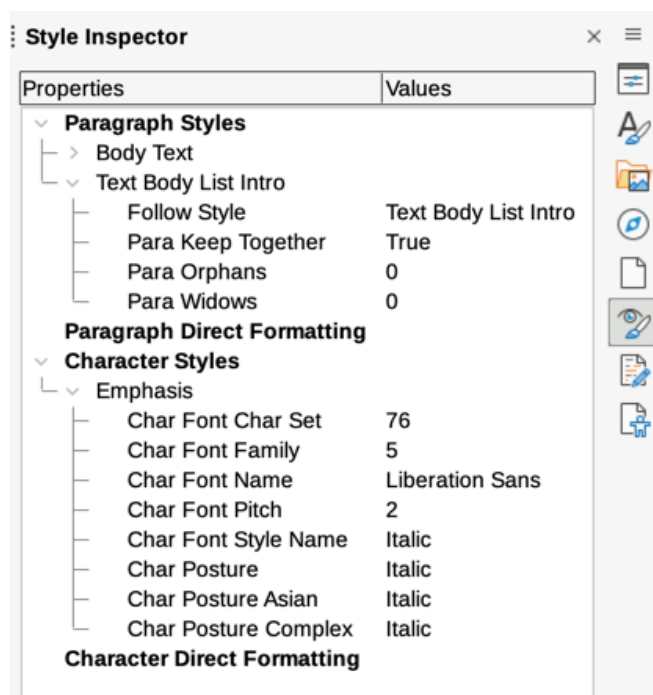 Style Inspector
Properties Values
Paragraph Styles
Body Text
Text Body List Intro
Follow Style Text Body List Intro
Para Keep Together True
Para Orphans 0
Para Widows 0
Paragraph Direct Formatting
Character Styles
Emphasis
Char Font Char Set 76
Char Font Family 5
Char Font Name Liberation Sans
Char Font Pitch 2
Char Font Style Name Italic
Char Posture Italic
Char Posture Asian Italic
Char Posture Complex Italic
Character Direct Formatting